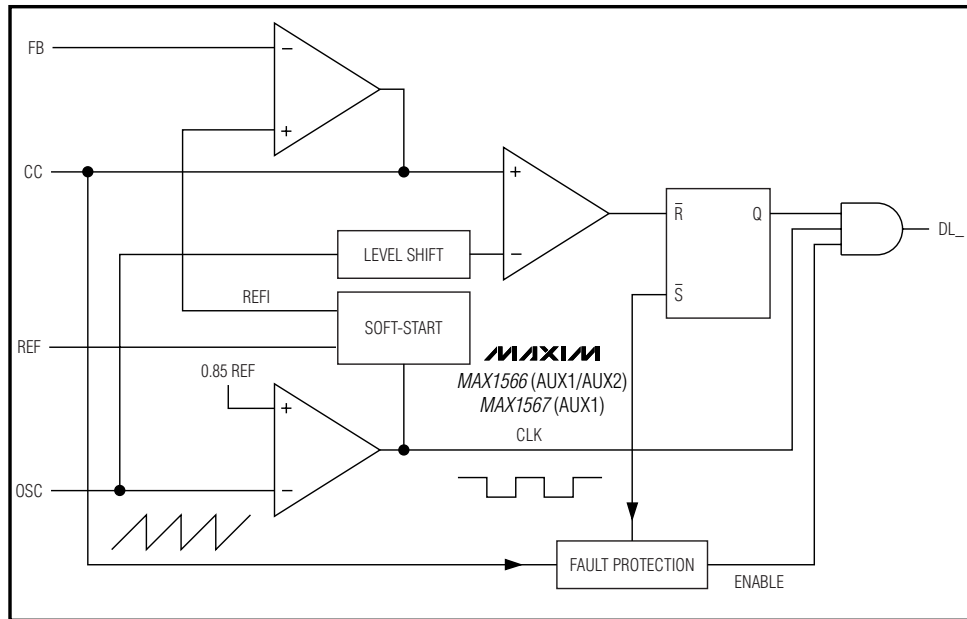 FB
−
+
CC
+
−
R̅
Q
DL_
LEVEL SHIFT
REFI
S̅
SOFT-START
REF
MAXIM
0.85 REF
MAX1566 (AUX1/AUX2)
MAX1567 (AUX1)
+
CLK
OSC
−
FAULT PROTECTION
ENABLE